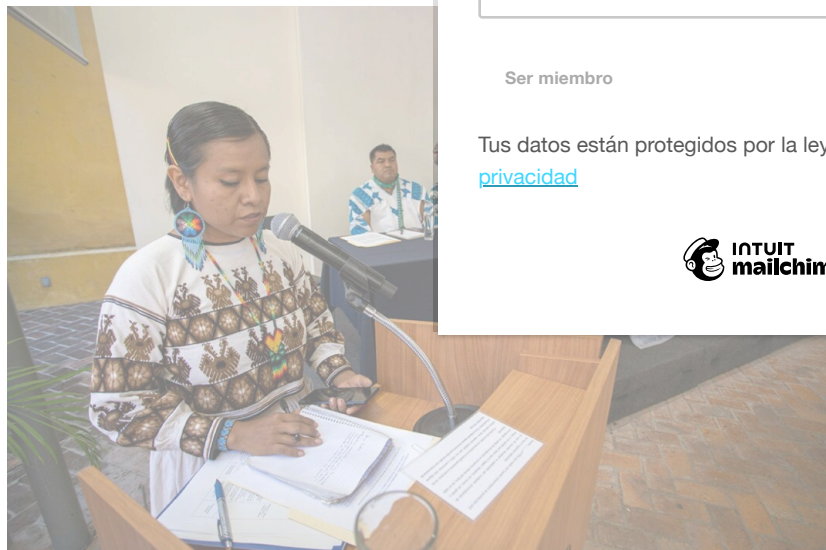 Ser miembro
Tus datos están protegidos por la ley
privacidad
INTUIT
mailchim